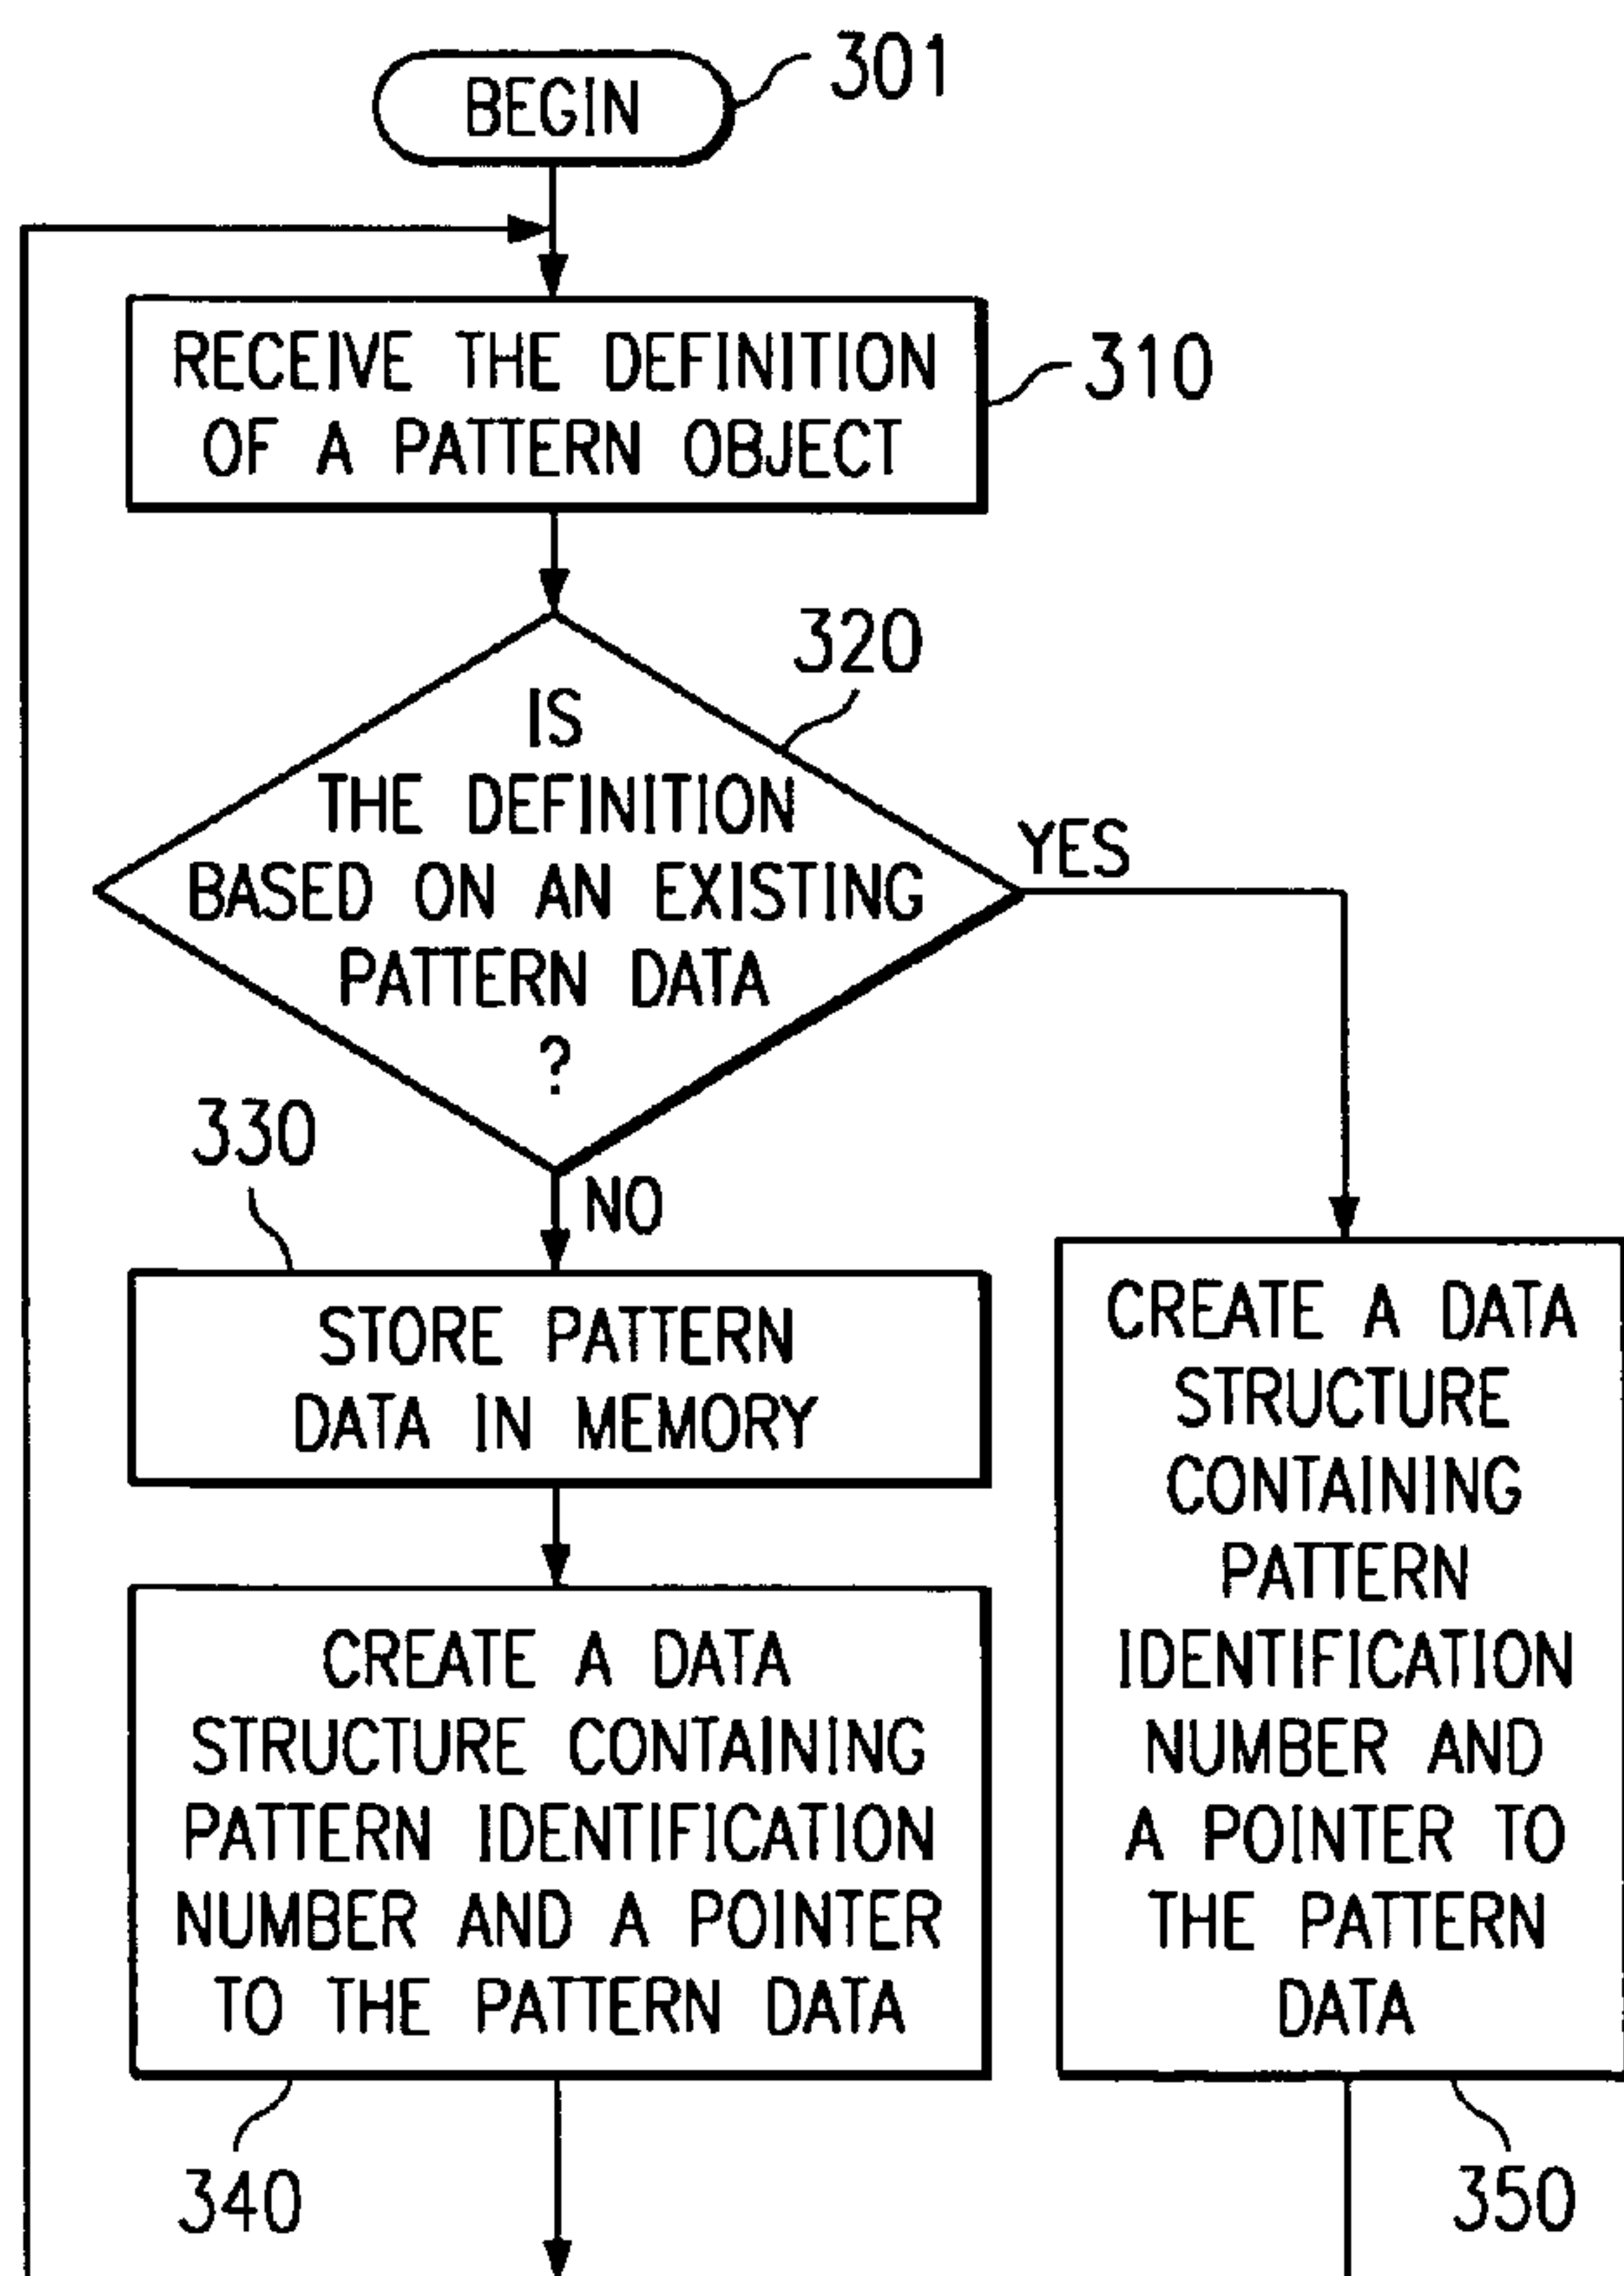 BEGIN
301
RECEIVE THE DEFINITION
OF A PATTERN OBJECT
310
320
IS
THE DEFINITION
BASED ON AN EXISTING
PATTERN DATA
?
YES
330
NO
STORE PATTERN
DATA IN MEMORY
CREATE A DATA
STRUCTURE CONTAINING
PATTERN IDENTIFICATION
NUMBER AND A POINTER
TO THE PATTERN DATA
340
CREATE A DATA
STRUCTURE
CONTAINING
PATTERN
IDENTIFICATION
NUMBER AND
A POINTER TO
THE PATTERN
DATA
350